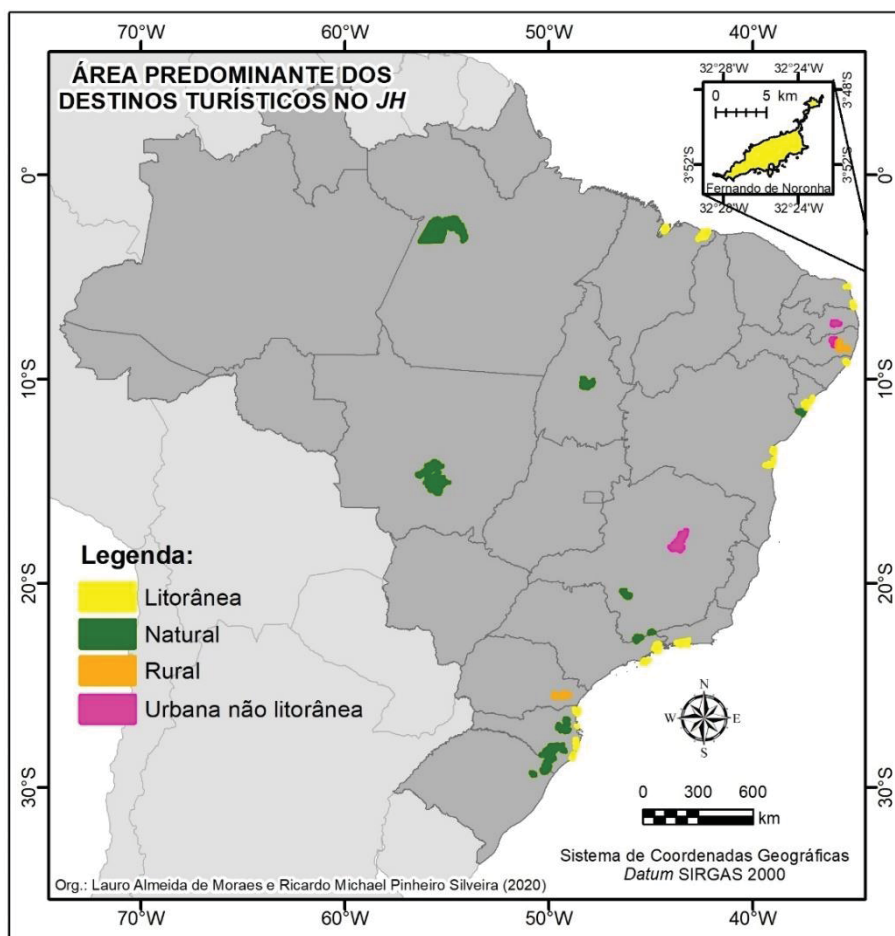 70°W 60°W 50°W 40°W
ÁREA PREDOMINANTE DOS
DESTINOS TURÍSTICOS NO JH
32°28'W 32°24'W
0 5 km
3°48'S
3°52'S
3°52'S
Fernando de Noronha
32°28'W 32°24'W
0° 0°
10°S 10°S
20°S 20°S
30°S 30°S
Legenda:
Litorânea
Natural
Rural
Urbana não litorânea
N
W E
S
0 300 600
km
Sistema de Coordenadas Geográficas
Datum SIRGAS 2000
Org.: Lauro Almeida de Moraes e Ricardo Michael Pinheiro Silveira (2020)
70°W 60°W 50°W 40°W